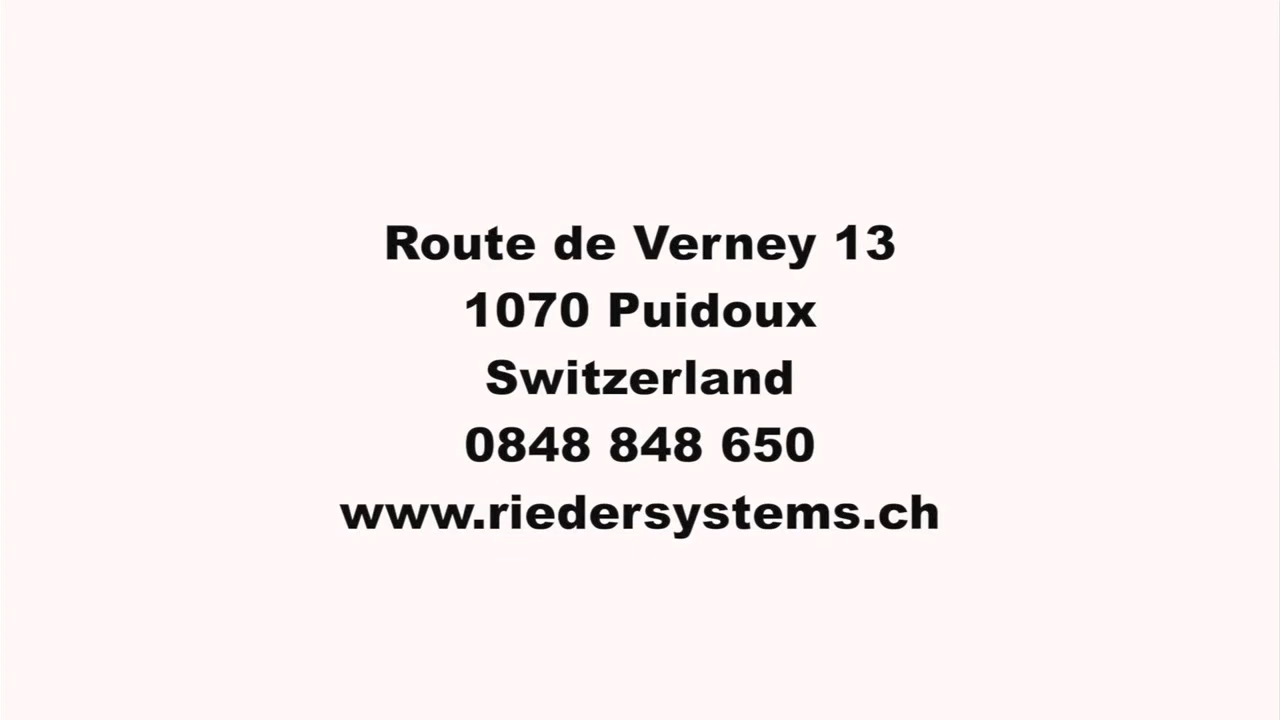 Route de Verney 13
1070 Puidoux
Switzerland
0848 848 650
www.riedersystems.ch